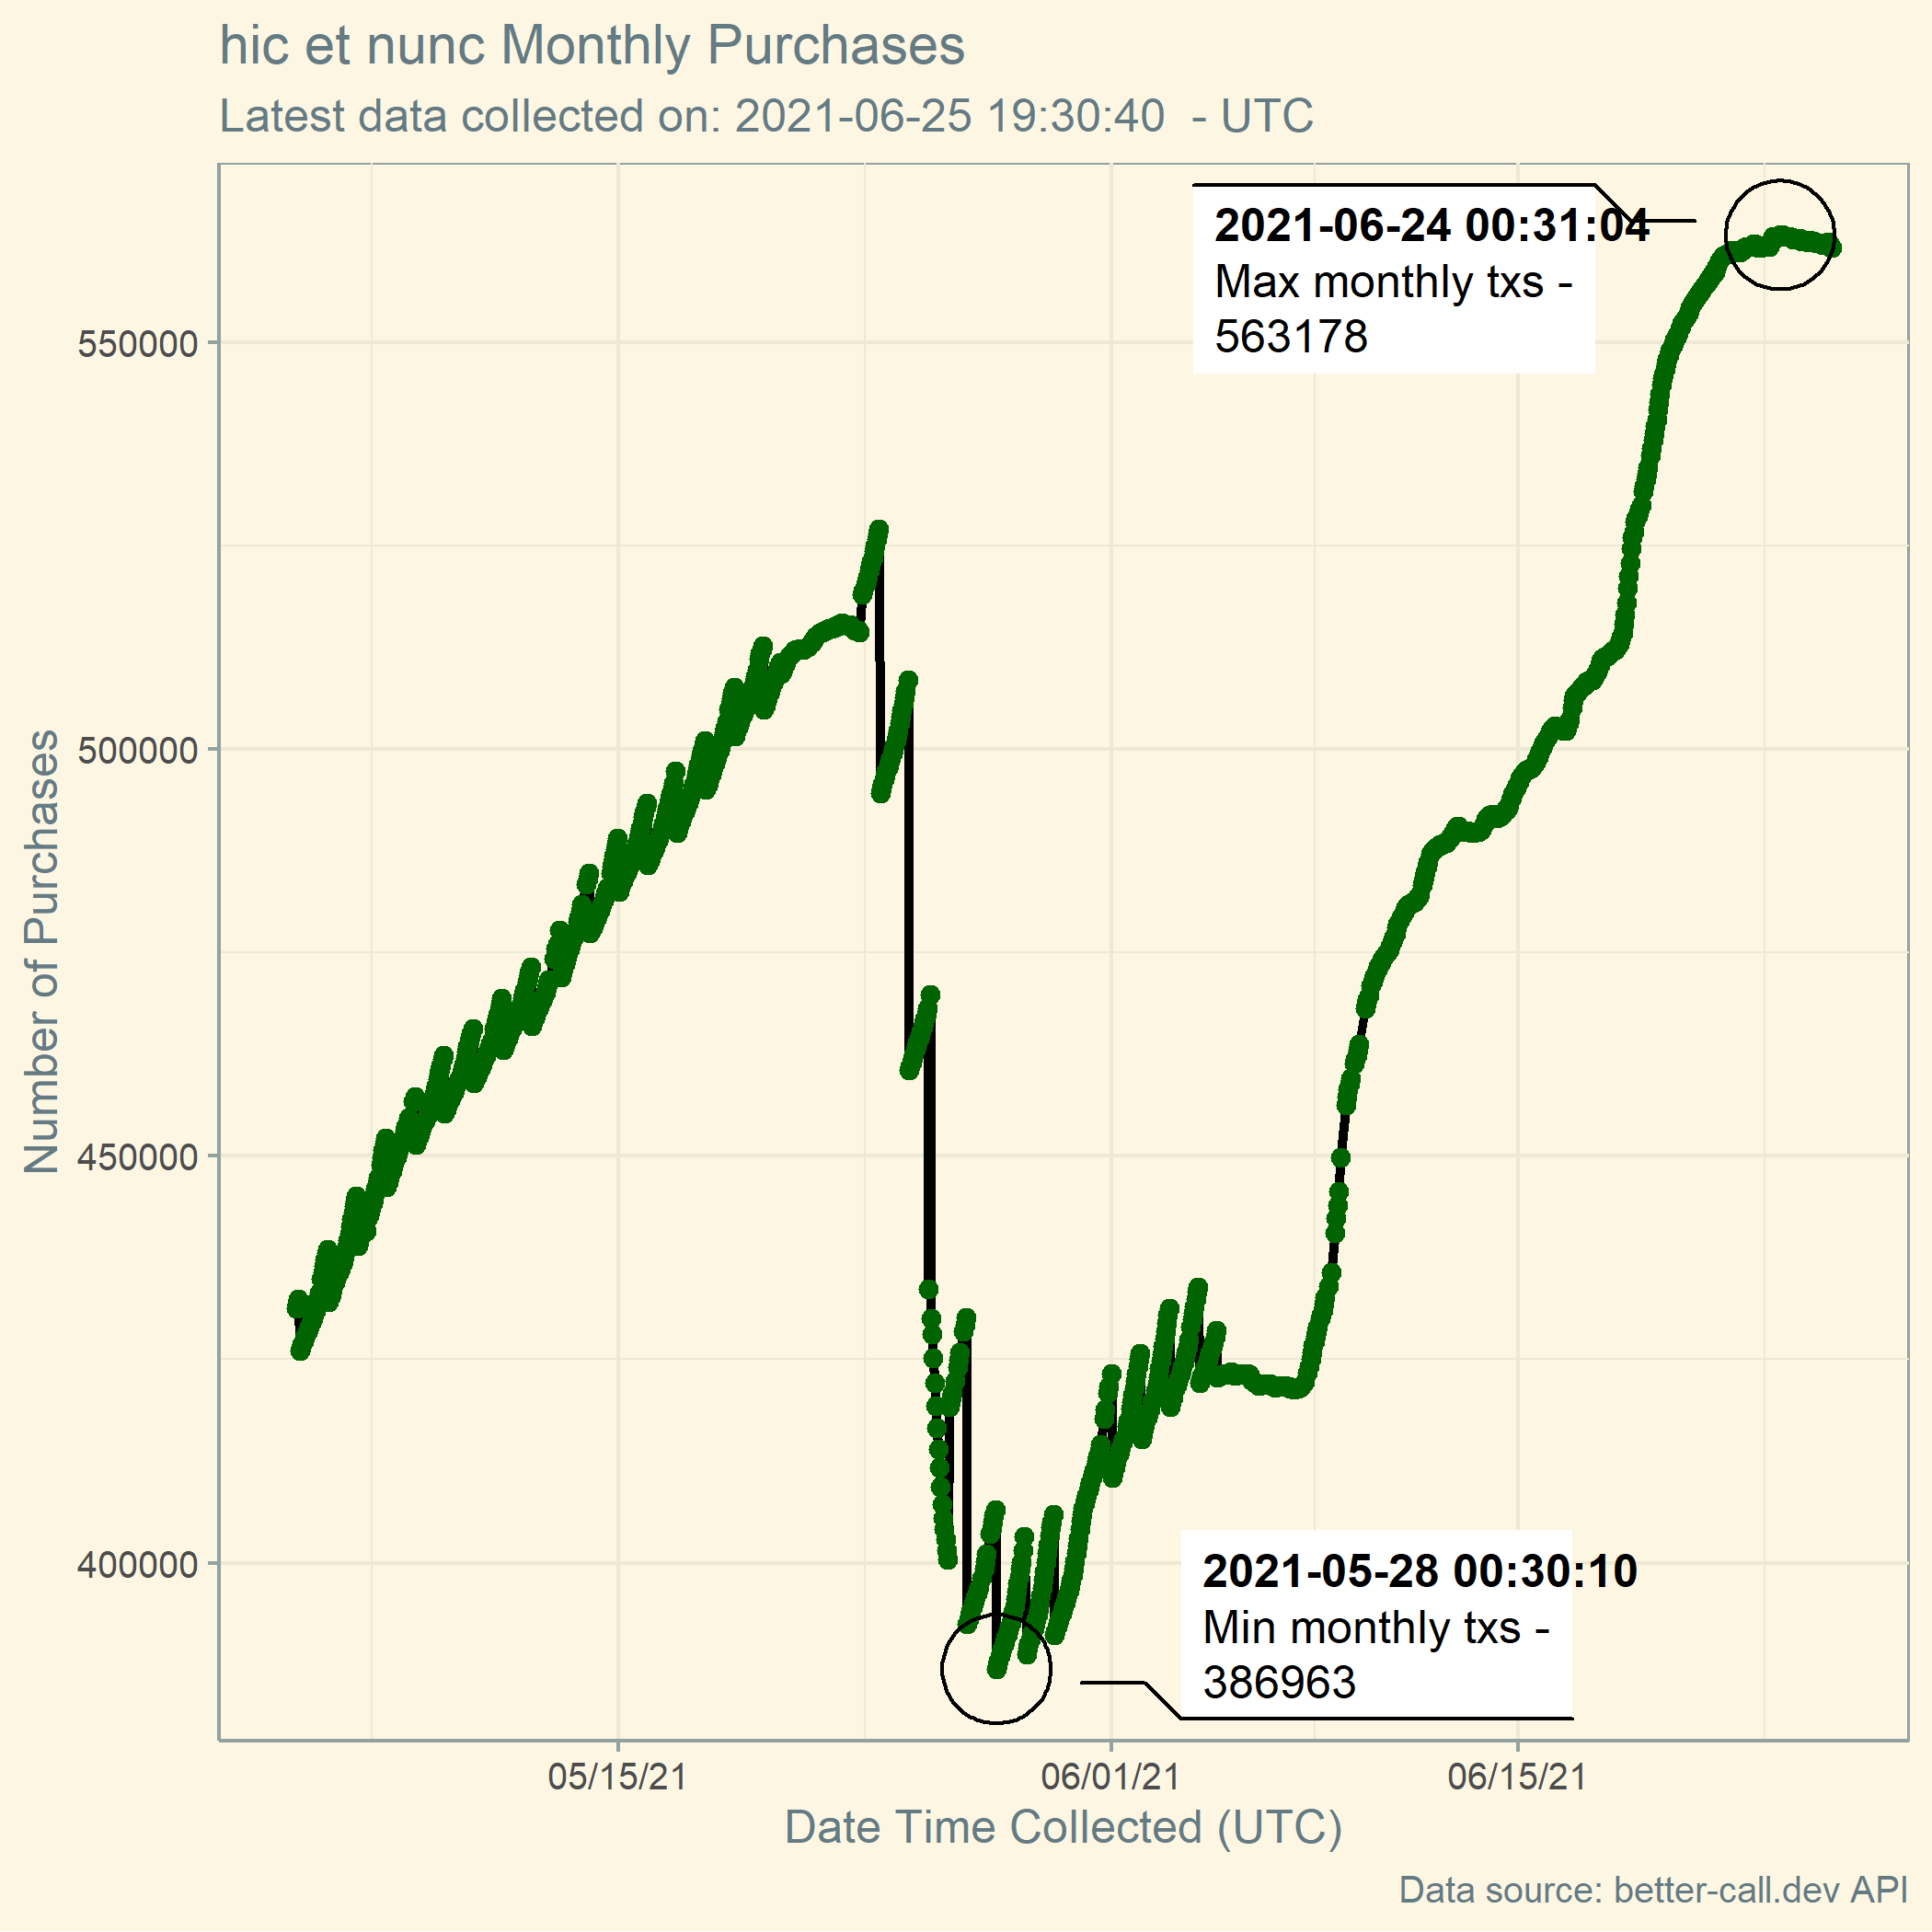 hic et nunc Monthly Purchases
Latest data collected on: 2021-06-25 19:30:40  - UTC
2021-06-24 00:31:04
Max monthly txs -
563178
550000
500000
450000
400000
Number of Purchases
2021-05-28 00:30:10
Min monthly txs -
386963
05/15/21
06/01/21
06/15/21
Date Time Collected (UTC)
Data source: better-call.dev API